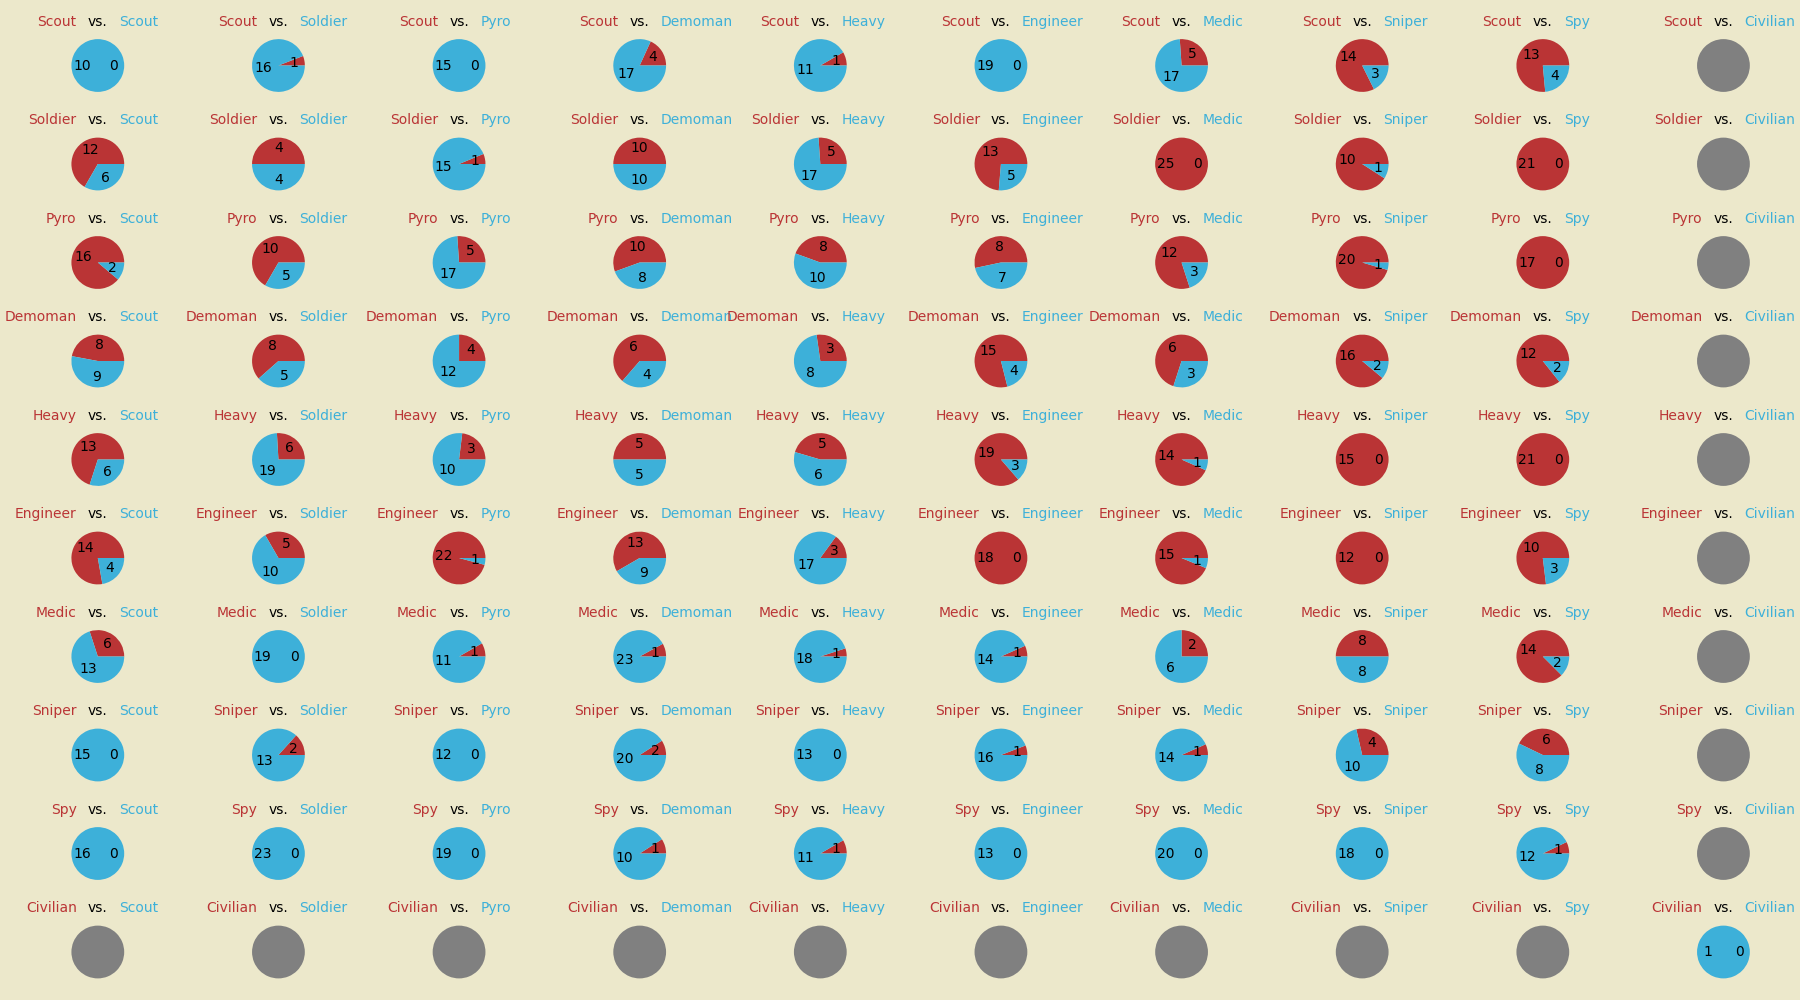 Scout vs. Scout Scout vs. Soldier Scout vs. Pyro Scout vs. Demoman Scout vs. Heavy Scout vs. Engineer Scout vs. Medic Scout vs. Sniper Scout vs. Spy Scout vs. Civilian
10 0 16 1 15 0 17 4 11 1 19 0 17 5 14 3 13 4
Soldier vs. Scout Soldier vs. Soldier Soldier vs. Pyro Soldier vs. Demoman Soldier vs. Heavy Soldier vs. Engineer Soldier vs. Medic Soldier vs. Sniper Soldier vs. Spy Soldier vs. Civilian
12 6 4 4 15 1 10 10 17 5 13 5 25 0 10 1 21 0
Pyro vs. Scout Pyro vs. Soldier Pyro vs. Pyro Pyro vs. Demoman Pyro vs. Heavy Pyro vs. Engineer Pyro vs. Medic Pyro vs. Sniper Pyro vs. Spy Pyro vs. Civilian
16 2 10 5 17 5 10 8 8 10 8 7 12 3 20 1 17 0
Demoman vs. Scout Demoman vs. Soldier Demoman vs. Pyro Demoman vs. Demoman Demoman vs. Heavy Demoman vs. Engineer Demoman vs. Medic Demoman vs. Sniper Demoman vs. Spy Demoman vs. Civilian
8 9 8 5 12 4 6 4 8 3 15 4 6 3 16 2 12 2
Heavy vs. Scout Heavy vs. Soldier Heavy vs. Pyro Heavy vs. Demoman Heavy vs. Heavy Heavy vs. Engineer Heavy vs. Medic Heavy vs. Sniper Heavy vs. Spy Heavy vs. Civilian
13 6 19 6 10 3 5 5 5 6 19 3 14 1 15 0 21 0
Engineer vs. Scout Engineer vs. Soldier Engineer vs. Pyro Engineer vs. Demoman Engineer vs. Heavy Engineer vs. Engineer Engineer vs. Medic Engineer vs. Sniper Engineer vs. Spy Engineer vs. Civilian
14 4 10 5 22 1 13 9 17 3 18 0 15 1 12 0 10 3
Medic vs. Scout Medic vs. Soldier Medic vs. Pyro Medic vs. Demoman Medic vs. Heavy Medic vs. Engineer Medic vs. Medic Medic vs. Sniper Medic vs. Spy Medic vs. Civilian
13 6 19 0 11 1 23 1 18 1 14 1 6 2 8 8 14 2
Sniper vs. Scout Sniper vs. Soldier Sniper vs. Pyro Sniper vs. Demoman Sniper vs. Heavy Sniper vs. Engineer Sniper vs. Medic Sniper vs. Sniper Sniper vs. Spy Sniper vs. Civilian
15 0 13 2 12 0 20 2 13 0 16 1 14 1 10 4 6 8
Spy vs. Scout Spy vs. Soldier Spy vs. Pyro Spy vs. Demoman Spy vs. Heavy Spy vs. Engineer Spy vs. Medic Spy vs. Sniper Spy vs. Spy Spy vs. Civilian
16 0 23 0 19 0 10 1 11 1 13 0 20 0 18 0 12 1
Civilian vs. Scout Civilian vs. Soldier Civilian vs. Pyro Civilian vs. Demoman Civilian vs. Heavy Civilian vs. Engineer Civilian vs. Medic Civilian vs. Sniper Civilian vs. Spy Civilian vs. Civilian
1 0